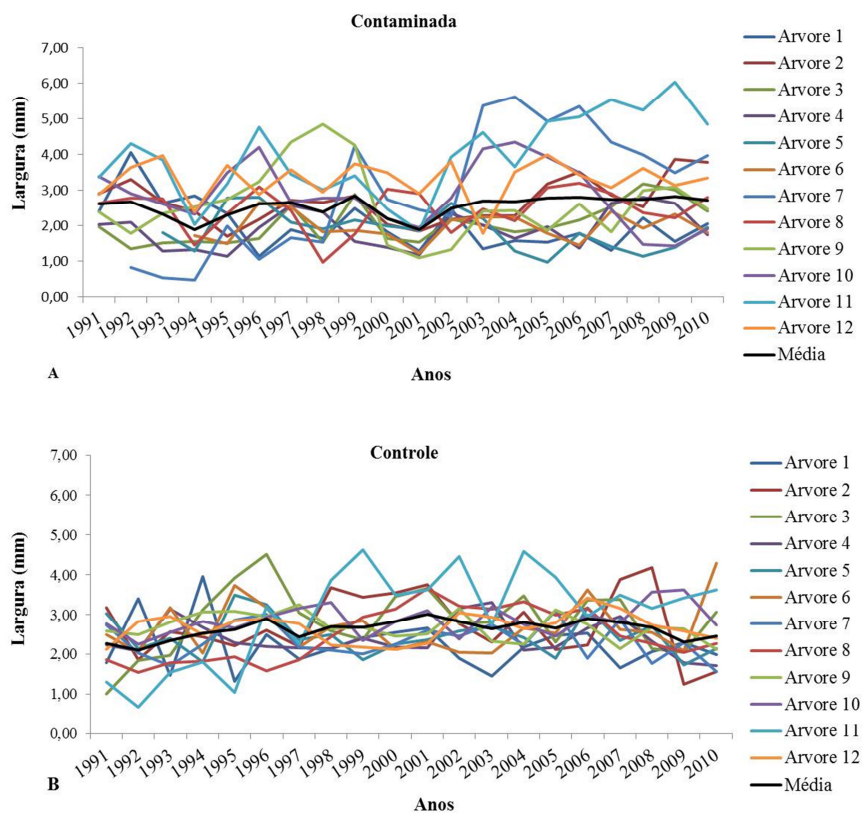 Contaminada
7,00
6,00
5,00
4,00
3,00
2,00
1,00
0,00
Largura (mm)
1991
1992
1993
1994
1995
1996
1997
1998
1999
2000
2001
2002
2003
2004
2005
2006
2007
2008
2009
2010
Anos
A
Arvore 1
Arvore 2
Arvore 3
Arvore 4
Arvore 5
Arvore 6
Arvore 7
Arvore 8
Arvore 9
Arvore 10
Arvore 11
Arvore 12
Média
Controle
7,00
6,00
5,00
4,00
3,00
2,00
1,00
0,00
Largura (mm)
1991
1992
1993
1994
1995
1996
1997
1998
1999
2000
2001
2002
2003
2004
2005
2006
2007
2008
2009
2010
Anos
B
Arvore 1
Arvore 2
Arvore 3
Arvore 4
Arvore 5
Arvore 6
Arvore 7
Arvore 8
Arvore 9
Arvore 10
Arvore 11
Arvore 12
Média